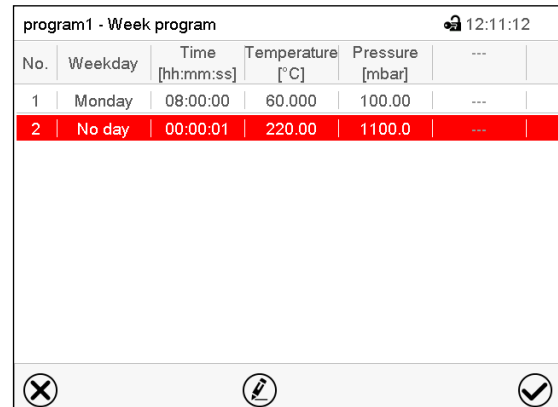 program1 - Week program 12:11:12
No. Weekday Time [hh:mm:ss] Temperature [°C] Pressure [mbar] ---
1 Monday 08:00:00 60.000 100.00 ---
2 No day 00:00:01 220.00 1100.0 ---